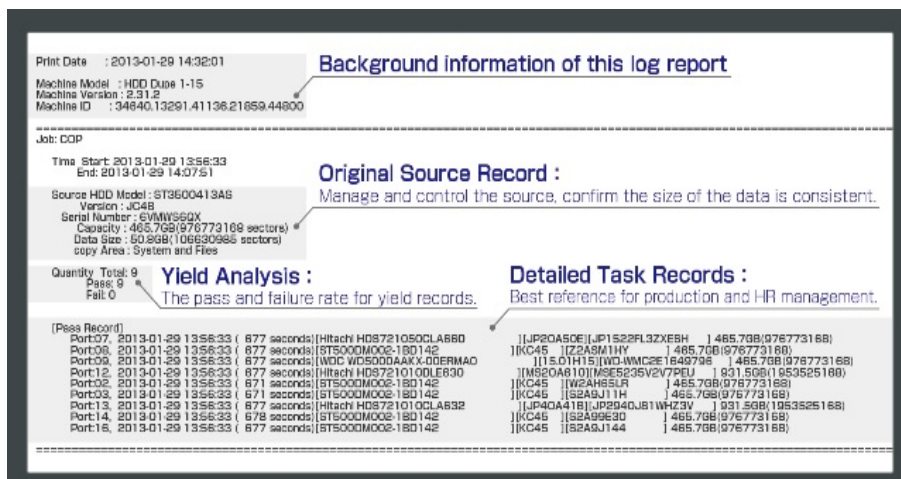 Print Date : 2013-01-29 14:32:01
Background information of this log report
Machine Model : HDD Dupe 1-15
Machine Version : 2.31.2
Machine ID : 34640.13291.41136.21859.44800
Job: COP
Time Start: 2013-01-29 13:56:33
End: 2013-01-29 14:07:51
Original Source Record :
Manage and control the source, confirm the size of the data is consistent.
Source HDD Model : ST3500413AS
Version : JC4B
Serial Number : 6VMWS6QX
Capacity : 465.7GB(976773168 sectors)
Data Size : 50.8GB(106630985 sectors)
copy Area : System and Files
Quantity Total: 9
Pass: 9
Fail: 0
Yield Analysis :
The pass and failure rate for yield records.
Detailed Task Records :
Best reference for production and HR management.
[Pass Record]
Port:07, 2013-01-29 13:56:33 ( 677 seconds)[Hitachi HDS721050CLA660 ][JP2OA50E][JP1522FL3ZXEBH ] 465.7GB(976773168)
Port:08, 2013-01-29 13:56:33 ( 677 seconds)[ST500DM002-1BD142 ][KC45 ][Z2ASM1HY ] 465.7GB(976773168)
Port:09, 2013-01-29 13:56:33 ( 677 seconds)[WDC WD5000AAKX-00ERMA0 ][15.01H15][WD-WMC2E1849796 ] 465.7GB(976773168)
Port:12, 2013-01-29 13:56:33 ( 677 seconds)[Hitachi HDS721010DLE630 ][MS2OA610][MSE5235V2V7PEU ] 931.5GB(1953525168)
Port:02, 2013-01-29 13:56:33 ( 671 seconds)[ST500DM002-1BD142 ][KC45 ][W2AH65LR ] 465.7GB(976773168)
Port:03, 2013-01-29 13:56:33 ( 671 seconds)[ST500DM002-1BD142 ][KC45 ][S2A9J11H ] 465.7GB(976773168)
Port:13, 2013-01-29 13:56:33 ( 677 seconds)[Hitachi HDS721010CLA632 ][JP4OA41B][JP2940J81WHZ3V ] 931.5GB(1953525168)
Port:14, 2013-01-29 13:56:33 ( 678 seconds)[ST500DM002-1BD142 ][KC45 ][S2A99E3D ] 465.7GB(976773168)
Port:16, 2013-01-29 13:56:33 ( 677 seconds)[ST500DM002-1BD142 ][KC45 ][S2A9J144 ] 465.7GB(976773168)